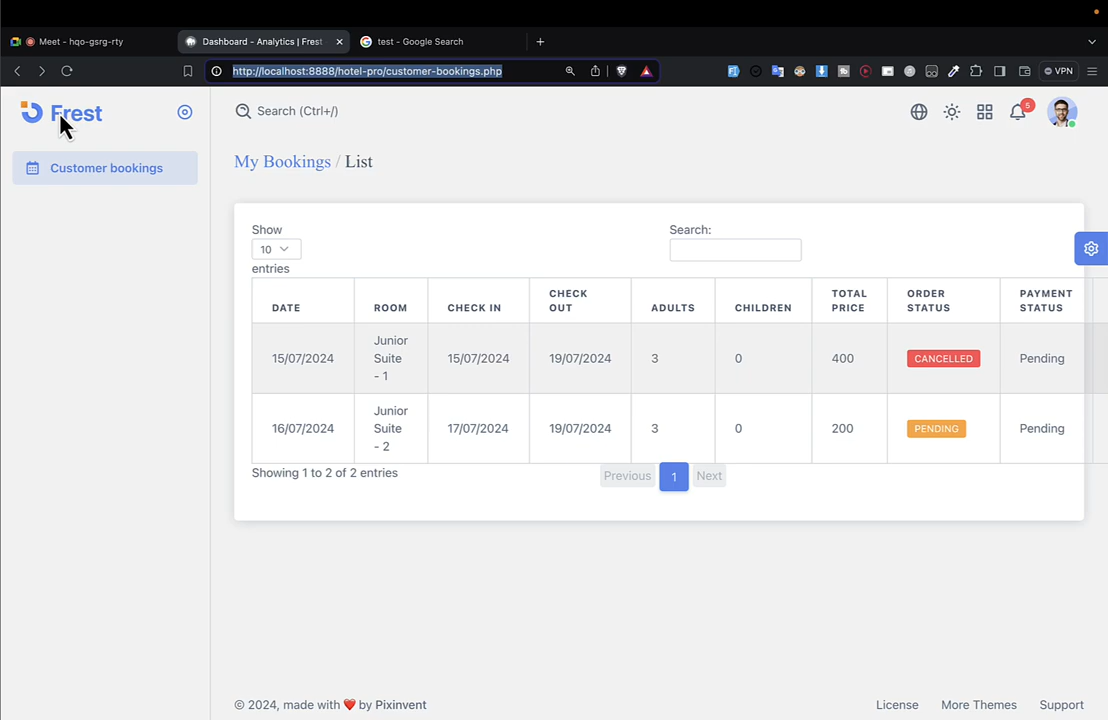 Meet - hqo-gsrg-rty
Dashboard - Analytics | Frest
test - Google Search
http://localhost:8888/hotel-pro/customer-bookings.php
VPN
Frest
Search (Ctrl+/)
5
Customer bookings
My Bookings / List
Show
10
entries
Search:
DATE ROOM CHECK IN CHECK OUT ADULTS CHILDREN TOTAL PRICE ORDER STATUS PAYMENT STATUS
15/07/2024 Junior Suite - 1 15/07/2024 19/07/2024 3 0 400 CANCELLED Pending
16/07/2024 Junior Suite - 2 17/07/2024 19/07/2024 3 0 200 PENDING Pending
Showing 1 to 2 of 2 entries
Previous 1 Next
© 2024, made with ❤️ by Pixinvent
License More Themes Support